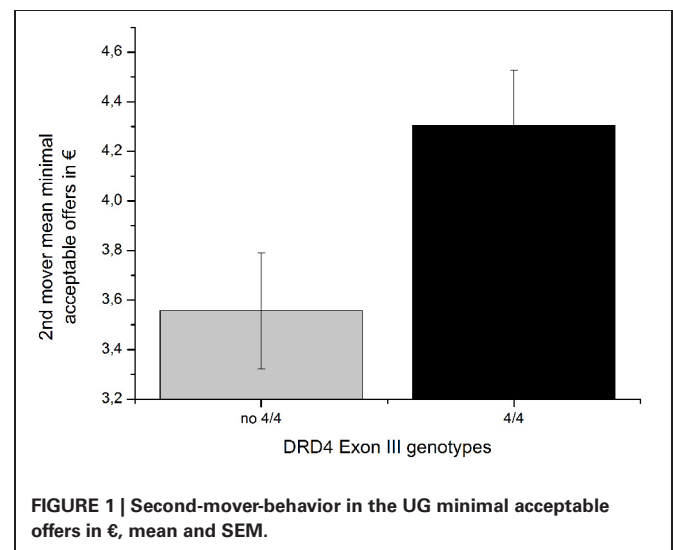 4,6
4,4
4,2
4,0
3,8
3,6
3,4
3,2
2nd mover mean minimal
acceptable offers in €
no 4/4
4/4
DRD4 Exon III genotypes
FIGURE 1 | Second-mover-behavior in the UG minimal acceptable
offers in €, mean and SEM.